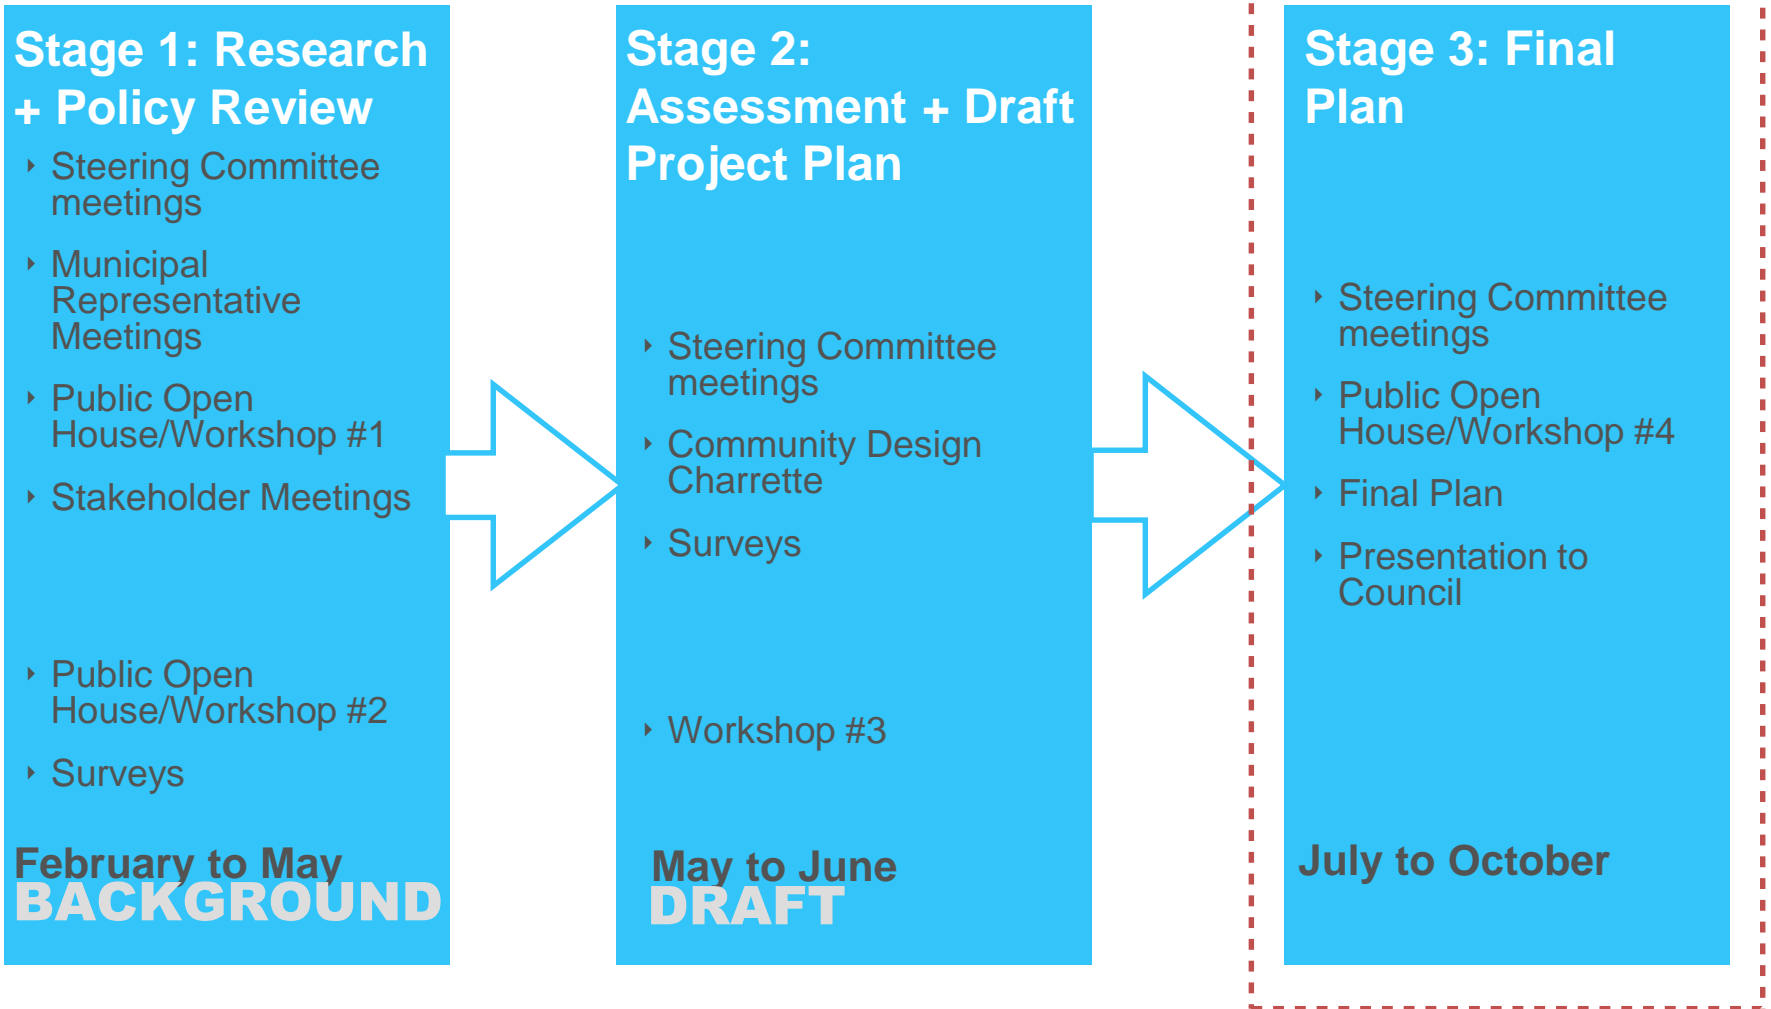 Stage 1: Research
+ Policy Review
Steering Committee
meetings
Municipal
Representative
Meetings
Public Open
House/Workshop #1
Stakeholder Meetings
Public Open
House/Workshop #2
Surveys
February to May
BACKGROUND
Stage 2:
Assessment + Draft
Project Plan
Steering Committee
meetings
Community Design
Charrette
Surveys
Workshop #3
May to June
DRAFT
Stage 3: Final
Plan
Steering Committee
meetings
Public Open
House/Workshop #4
Final Plan
Presentation to
Council
July to October